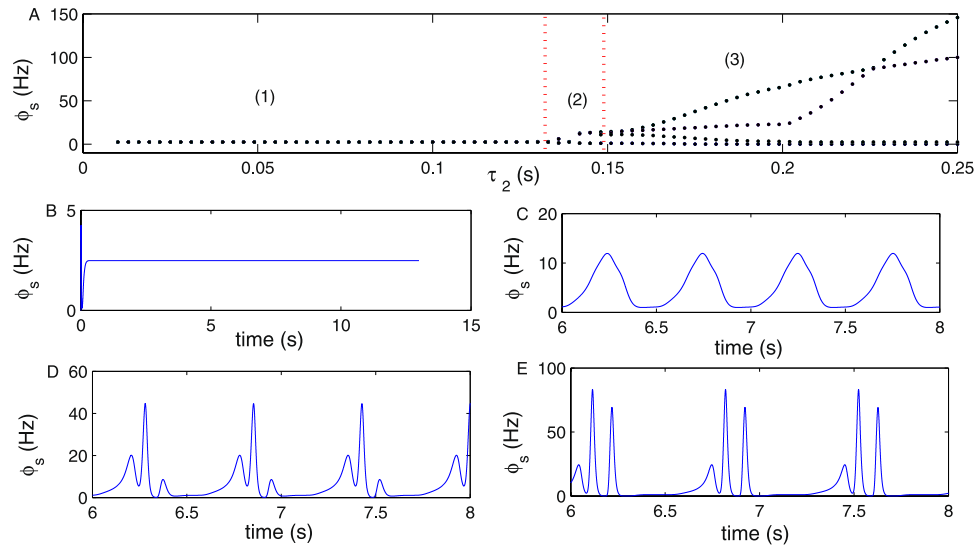 A
150
100
50
0
ϕs (Hz)
(1)
(2)
(3)
0 0.05 0.1 0.15 0.2 0.25
τ 2 (s)
B
5
0
ϕs (Hz)
0 5 10 15
time (s)
C
20
10
0
ϕs (Hz)
6 6.5 7 7.5 8
time (s)
D
60
40
20
0
ϕs (Hz)
6 6.5 7 7.5 8
time (s)
E
100
50
0
ϕs (Hz)
6 6.5 7 7.5 8
time (s)